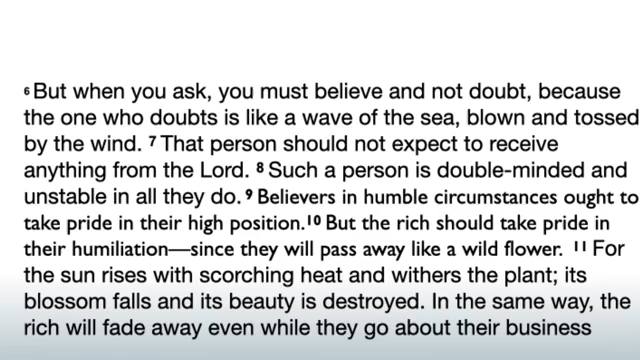 6 But when you ask, you must believe and not doubt, because
the one who doubts is like a wave of the sea, blown and tossed
by the wind. 7 That person should not expect to receive
anything from the Lord. 8 Such a person is double-minded and
unstable in all they do. 9 Believers in humble circumstances ought to
take pride in their high position. 10 But the rich should take pride in
their humiliation—since they will pass away like a wild flower. 11 For
the sun rises with scorching heat and withers the plant; its
blossom falls and its beauty is destroyed. In the same way, the
rich will fade away even while they go about their business